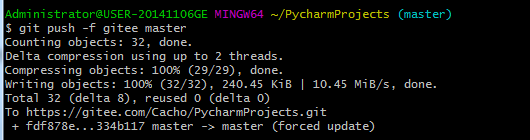 Administrator@USER-20141106GE MINGW64 ~/PycharmProjects (master)
$ git push -f gitee master
Counting objects: 32, done.
Delta compression using up to 2 threads.
Compressing objects: 100% (29/29), done.
Writing objects: 100% (32/32), 240.45 KiB | 10.45 MiB/s, done.
Total 32 (delta 8), reused 0 (delta 0)
To https://gitee.com/Cacho/PycharmProjects.git
 + fdf878e...334b117 master -> master (forced update)